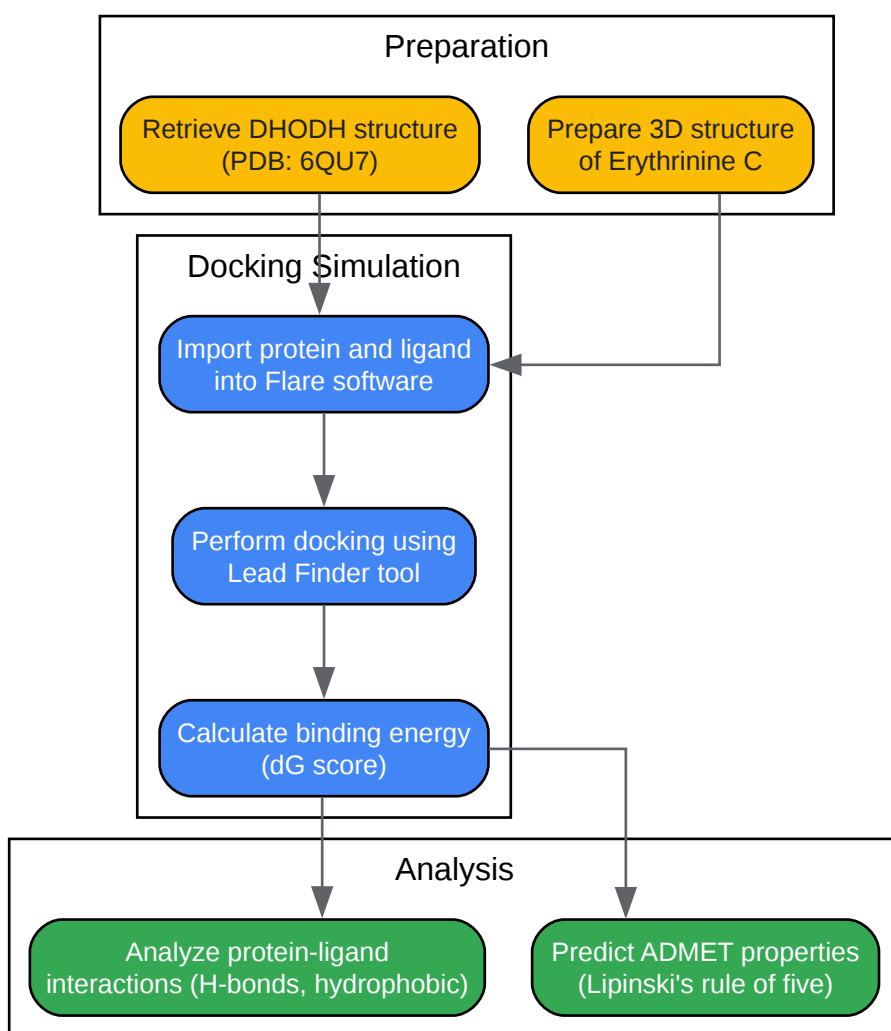 Preparation
Retrieve DHODH structure
(PDB: 6QU7)
Prepare 3D structure
of Erythrinine C
Docking Simulation
Import protein and ligand
into Flare software
Perform docking using
Lead Finder tool
Calculate binding energy
(dG score)
Analysis
Analyze protein-ligand
interactions (H-bonds, hydrophobic)
Predict ADMET properties
(Lipinski's rule of five)